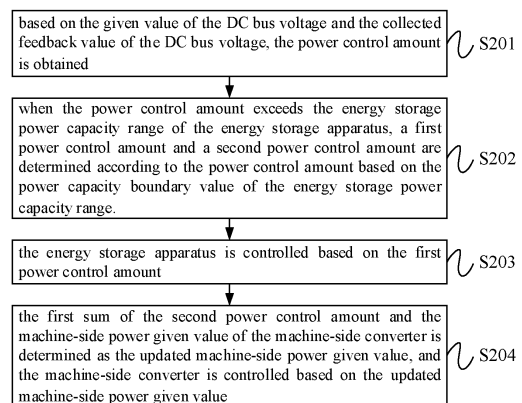 based on the given value of the DC bus voltage and the collected
feedback value of the DC bus voltage, the power control amount
is obtained
S201
when the power control amount exceeds the energy storage
power capacity range of the energy storage apparatus, a first
power control amount and a second power control amount are
determined according to the power control amount based on the
power capacity boundary value of the energy storage power
capacity range.
S202
the energy storage apparatus is controlled based on the first
power control amount
S203
the first sum of the second power control amount and the
machine-side power given value of the machine-side converter is
determined as the updated machine-side power given value, and
the machine-side converter is controlled based on the updated
machine-side power given value
S204